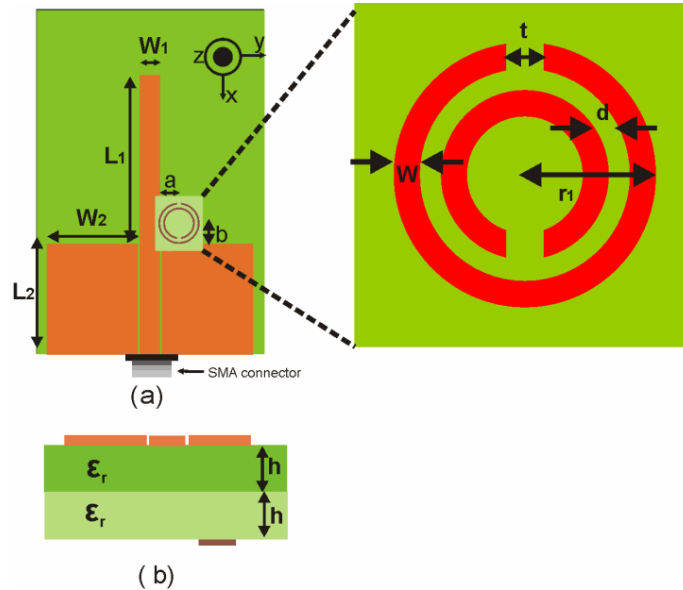 W1
z
y
x
L1
a
W2
b
L2
SMA connector
(a)
t
d
W
r1
εr
h
εr
h
( b)